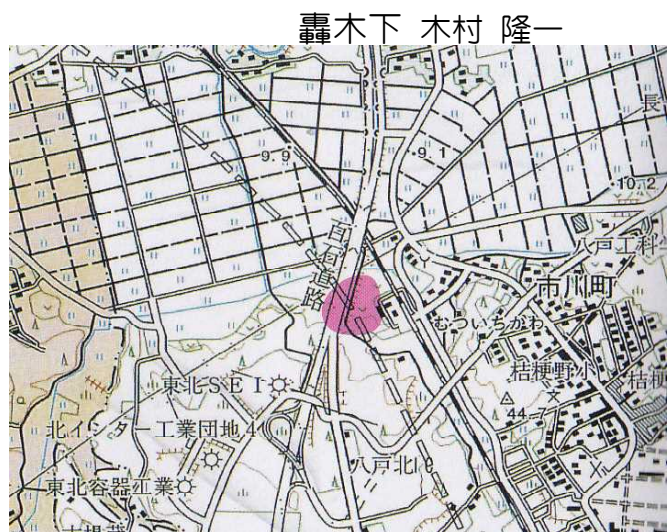 轟木下 木村 隆一
長
9.9
9.1
10.2
八戸工科
百石道路
市川町
むついちかわ
桔梗野小
桔梗
東北SEI
44.7
北インター工業団地
八戸北IC
東北容器工業